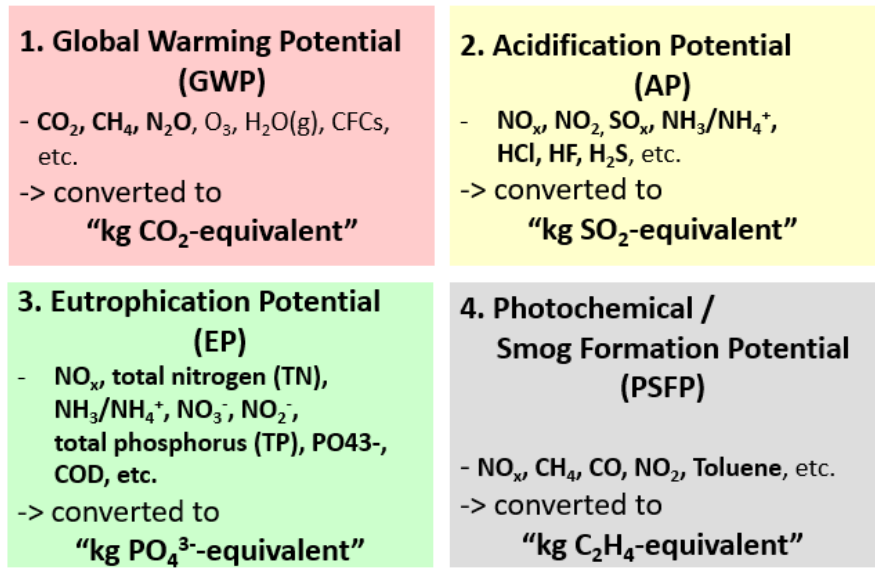 1. Global Warming Potential
(GWP)
- CO₂, CH₄, N₂O, O₃, H₂O(g), CFCs,
etc.
-> converted to
“kg CO₂-equivalent”
2. Acidification Potential
(AP)
- NOₓ, NO₂, SOₓ, NH₃/NH₄⁺,
HCl, HF, H₂S, etc.
-> converted to
“kg SO₂-equivalent”
3. Eutrophication Potential
(EP)
- NOₓ, total nitrogen (TN),
NH₃/NH₄⁺, NO₃⁻, NO₂⁻,
total phosphorus (TP), PO43-,
COD, etc.
-> converted to
“kg PO₄³⁻-equivalent”
4. Photochemical /
Smog Formation Potential
(PSFP)
- NOₓ, CH₄, CO, NO₂, Toluene, etc.
-> converted to
“kg C₂H₄-equivalent”